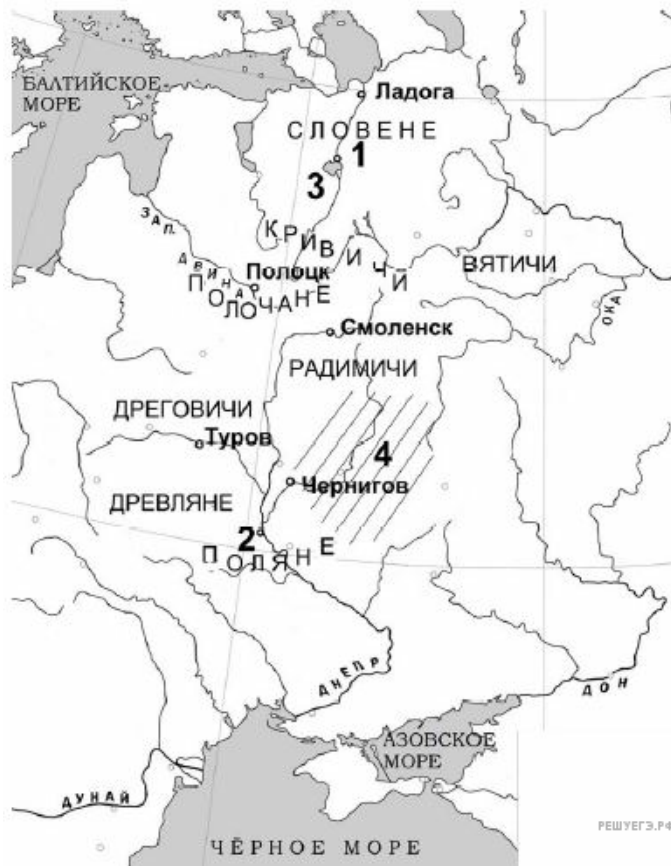 БАЛТИЙСКОЕ
МОРЕ
Ладога
СЛОВЕНЕ
1
3
КРИВИЧИ
ЗАП. ДВИНА
Полоцк
ПОЛОЧАНЕ
ВЯТИЧИ
ОКА
Смоленск
РАДИМИЧИ
ДРЕГОВИЧИ
Туров
4
Чернигов
ДРЕВЛЯНЕ
2
ПОЛЯНЕ
ДНЕПР
ДОН
АЗОВСКОЕ
МОРЕ
ДУНАЙ
ЧЁРНОЕ МОРЕ
РЕШУЕГЭ.РФ